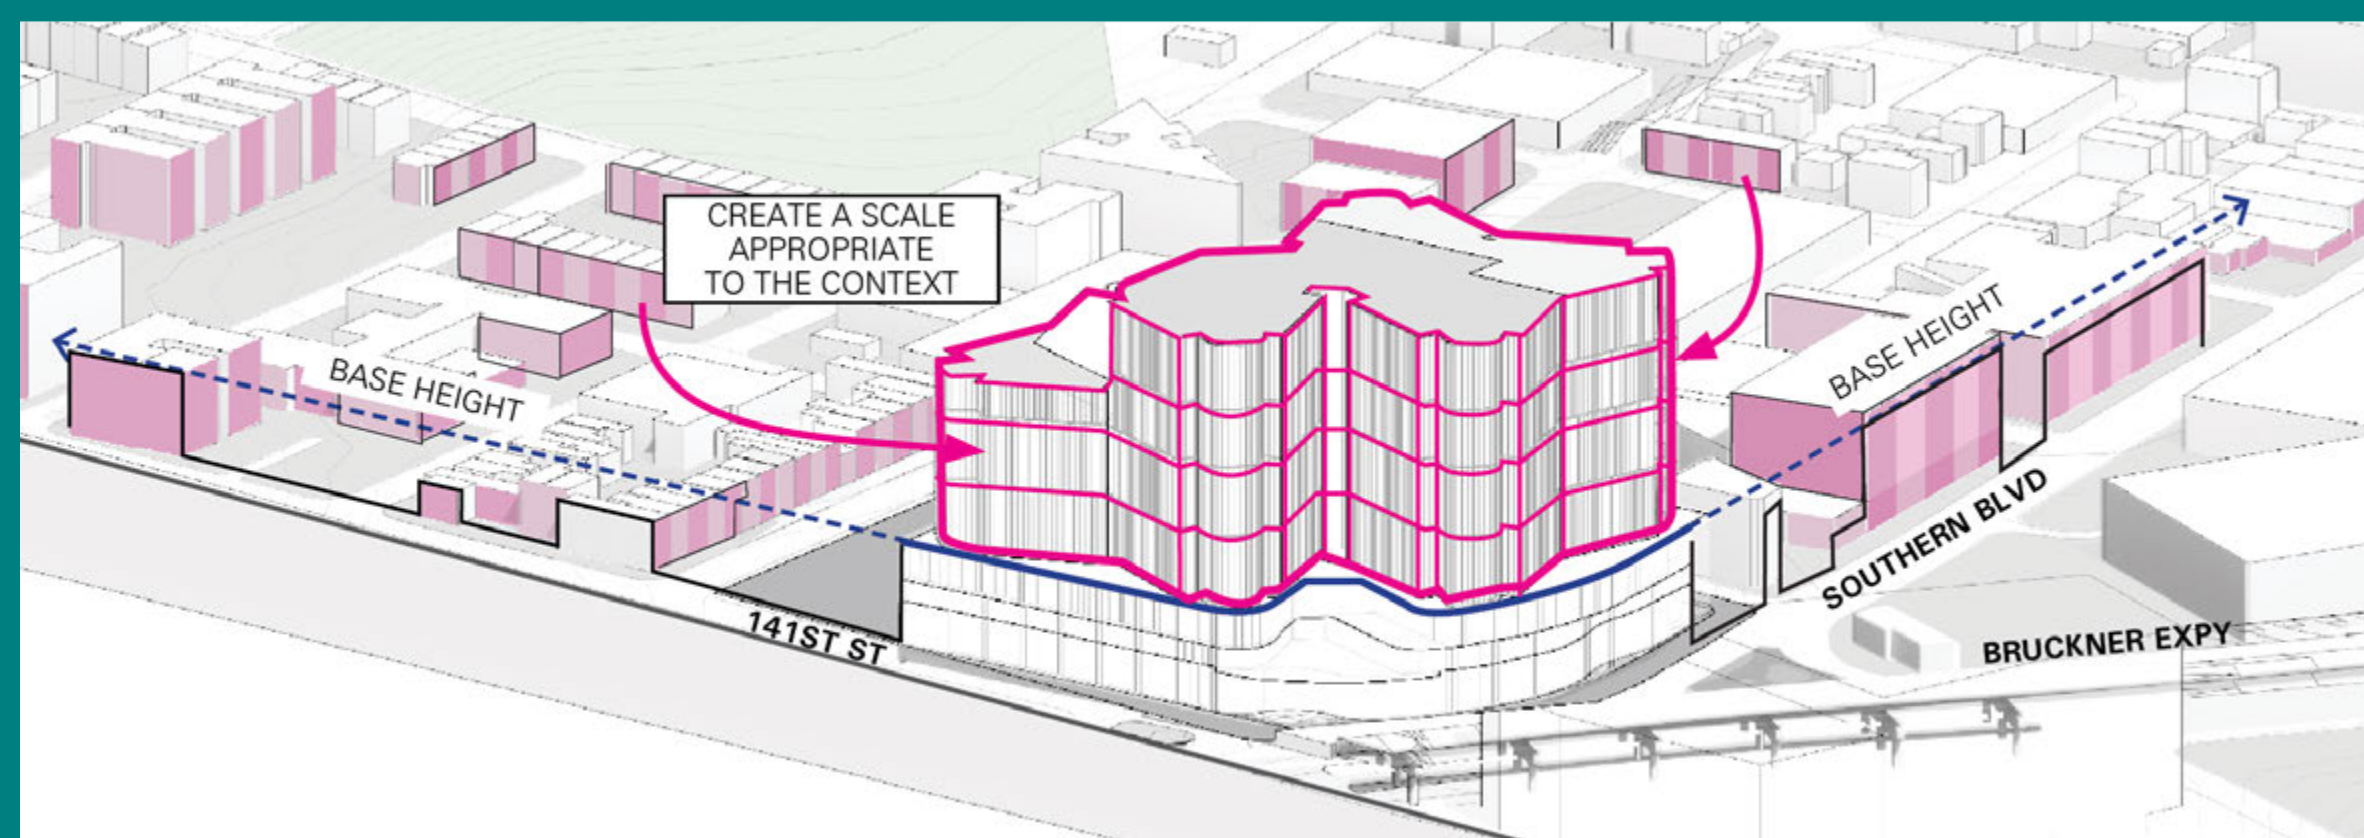 CREATE A SCALE
APPROPRIATE
TO THE CONTEXT
BASE HEIGHT
BASE HEIGHT
141ST ST
SOUTHERN BLVD
BRUCKNER EXPY